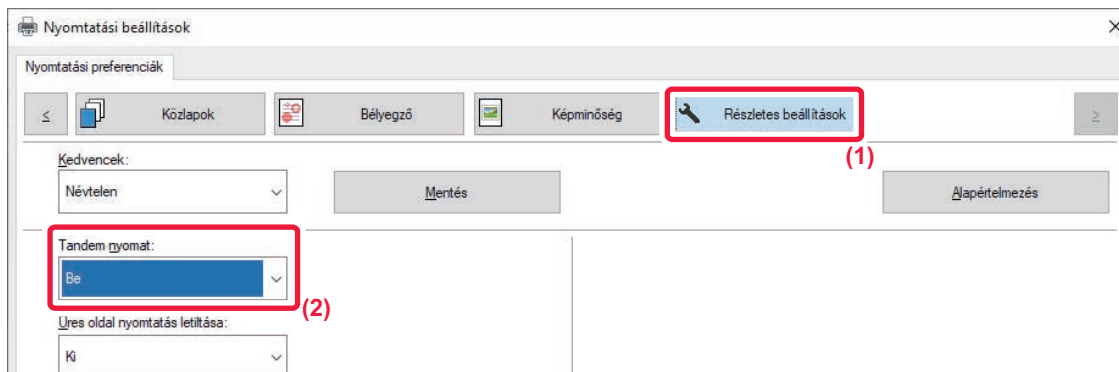 Nyomtatási beállítások
Nyomtatási preferenciák
≤ Közlapok Bélyegző Képminőség Részletes beállítások ≥
(1)
Kedvencek:
Névtelen Mentés Alapértelmezés
Tandem nyomat:
Be
(2)
Üres oldal nyomtatás letiltása:
Ki